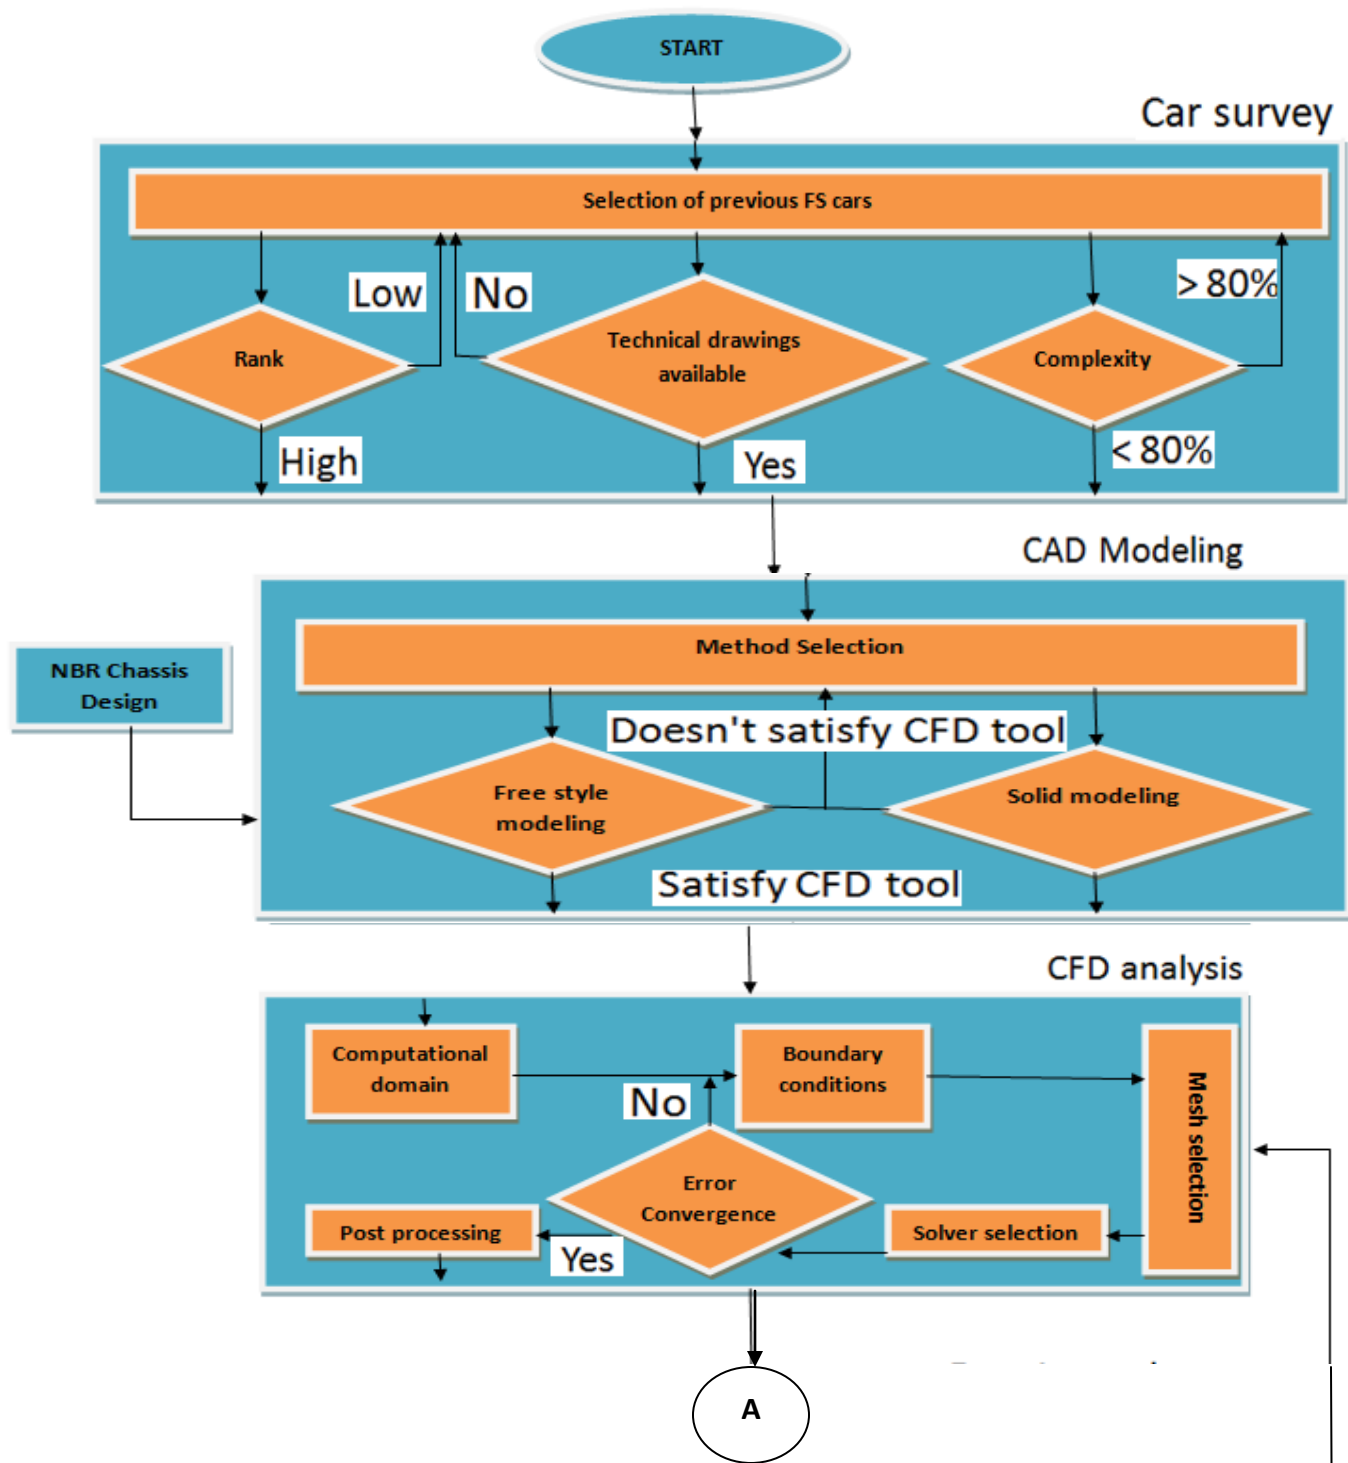 START
Car survey
Selection of previous FS cars
Low
No
> 80%
Rank
Technical drawings
available
Complexity
High
Yes
< 80%
CAD Modeling
Method Selection
NBR Chassis
Design
Doesn't satisfy CFD tool
Free style
modeling
Solid modeling
Satisfy CFD tool
CFD analysis
Computational
domain
Boundary
conditions
Mesh selection
No
Error
Convergence
Post processing
Yes
Solver selection
A